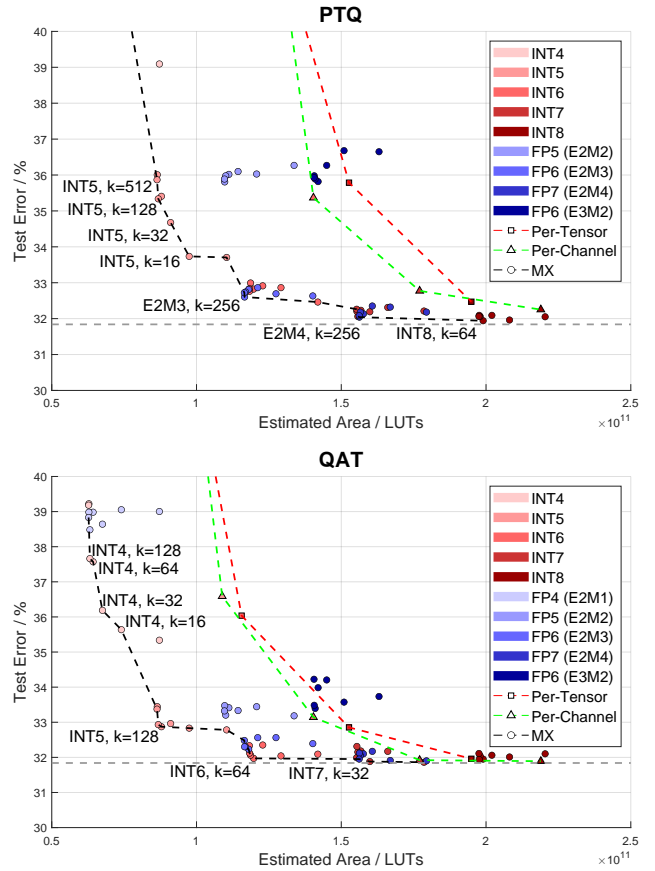 PTQ
40
39
38
37
36
35
34
33
32
31
30
Test Error / %
INT5, k=512
INT5, k=128
INT5, k=32
INT5, k=16
E2M3, k=256
E2M4, k=256
INT8, k=64
INT4
INT5
INT6
INT7
INT8
FP5 (E2M2)
FP6 (E2M3)
FP7 (E2M4)
FP6 (E3M2)
Per-Tensor
Per-Channel
MX
0.5 1 1.5 2 2.5
Estimated Area / LUTs
×10^11
QAT
40
39
38
37
36
35
34
33
32
31
30
Test Error / %
INT4, k=128
INT4, k=64
INT4, k=32
INT4, k=16
INT5, k=128
INT6, k=64
INT7, k=32
INT4
INT5
INT6
INT7
INT8
FP4 (E2M1)
FP5 (E2M2)
FP6 (E2M3)
FP7 (E2M4)
FP6 (E3M2)
Per-Tensor
Per-Channel
MX
0.5 1 1.5 2 2.5
Estimated Area / LUTs
×10^11